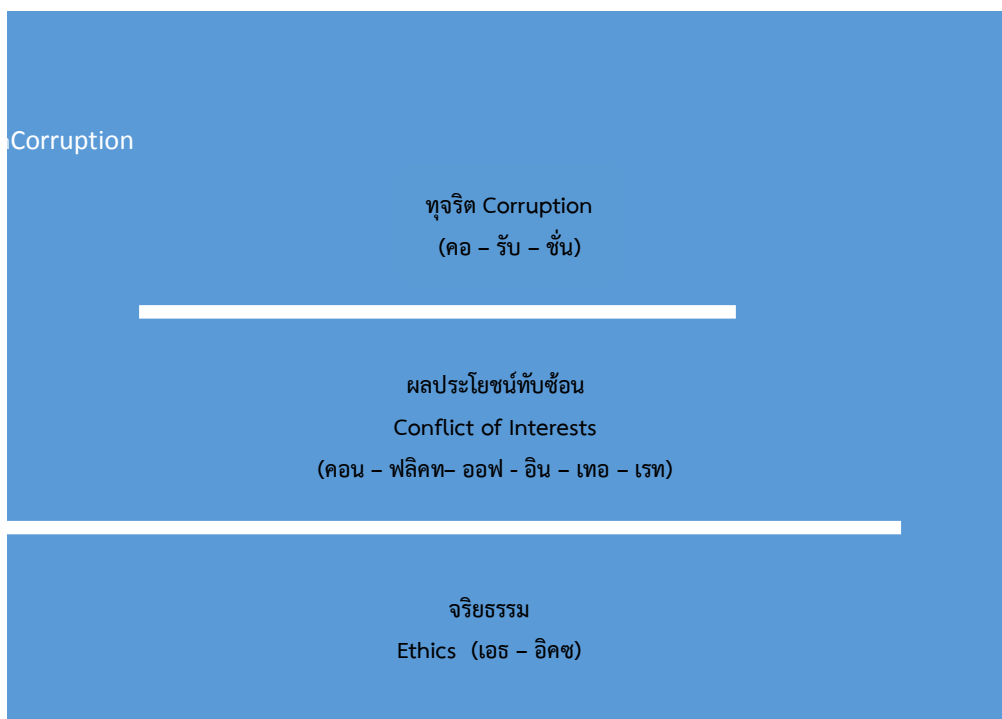 Corruption
ทุจริต Corruption
(คอ – รับ – ชั่น)
ผลประโยชน์ทับซ้อน
Conflict of Interests
(คอน – ฟลิคท– ออฟ - อิน – เทอ – เรท)
จริยธรรม
Ethics (เอธ – อิคซ)